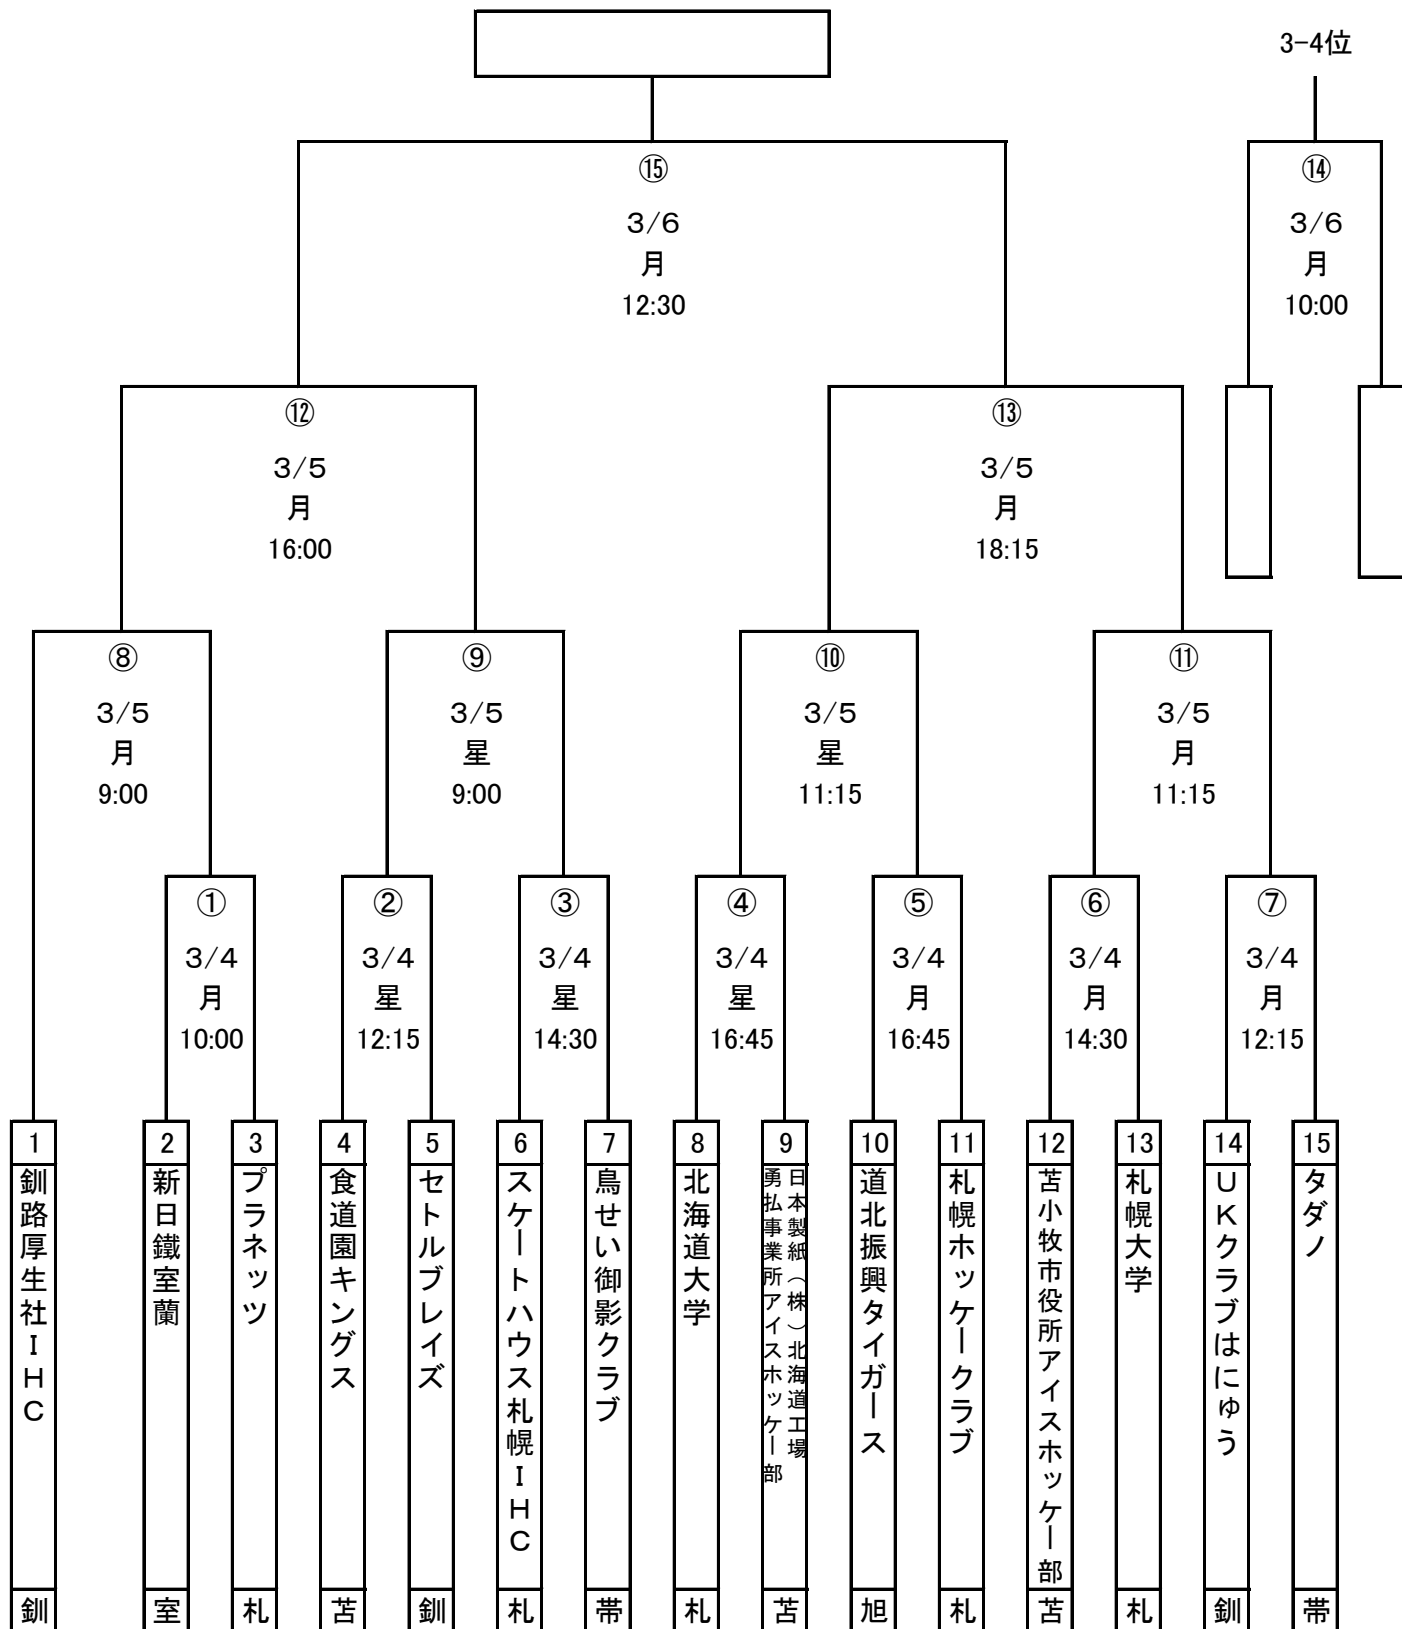 3-4位
⑮
3/6
月
12:30
⑭
3/6
月
10:00
⑫
3/5
月
16:00
⑬
3/5
月
18:15
⑧
3/5
月
9:00
⑨
3/5
星
9:00
⑩
3/5
星
11:15
⑪
3/5
月
11:15
①
3/4
月
10:00
②
3/4
星
12:15
③
3/4
星
14:30
④
3/4
星
16:45
⑤
3/4
月
16:45
⑥
3/4
月
14:30
⑦
3/4
月
12:15
1
釧路厚生社IHC
釧
2
新日鐵室蘭
室
3
プラネッツ
札
4
食道園キングス
苫
5
セトルブレイズ
釧
6
スケートハウス札幌IHC
札
7
鳥せい御影クラブ
帯
8
北海道大学
札
9
日本製紙(株)北海道工場
勇払事業所アイスホッケー部
苫
10
道北振興タイガース
旭
11
札幌ホッケークラブ
札
12
苫小牧市役所アイスホッケー部
苫
13
札幌大学
札
14
UKクラブはにゅう
釧
15
タダノ
帯